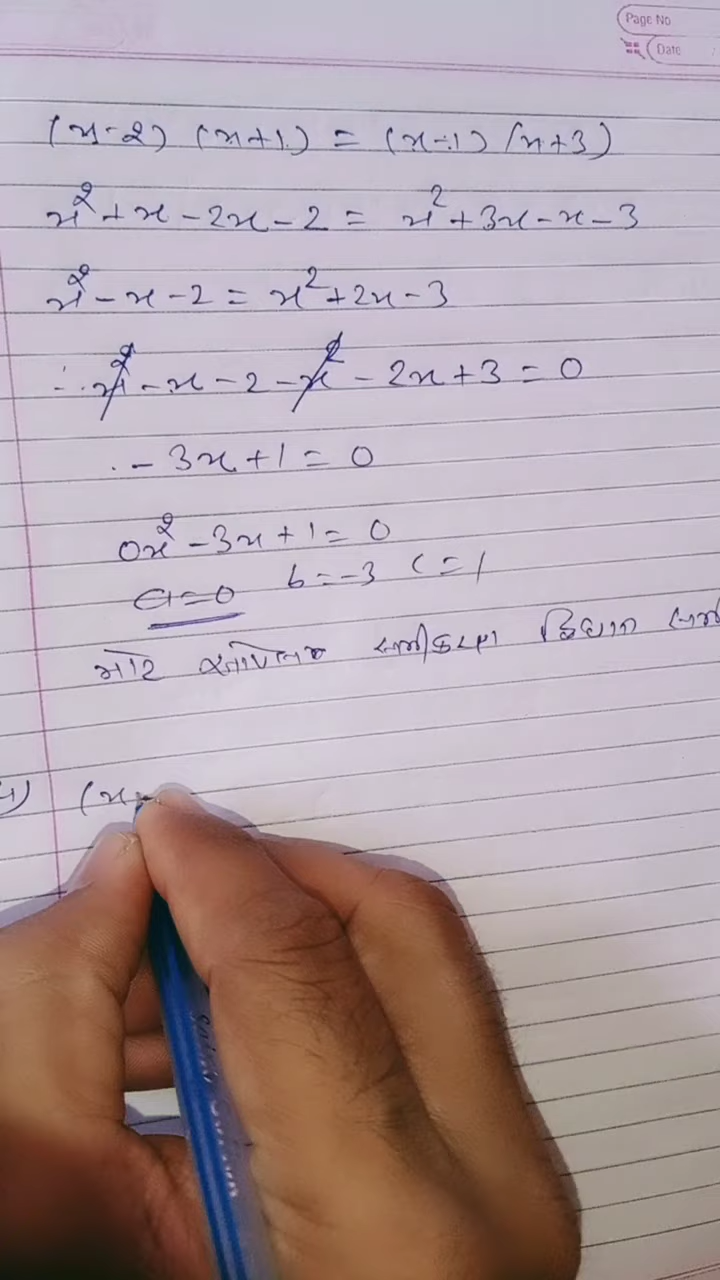 Page No
Date
(x-2) (x+1) = (x-1) (x+3)
x² + x - 2x - 2 = x² + 3x - x - 3
x² - x - 2 = x² + 2x - 3
∴ x² - x - 2 - x² - 2x + 3 = 0
- 3x + 1 = 0
0x² - 3x + 1 = 0
a = 0 b = -3 c = 1
માટે આપેલ સમીકરણ દ્વિઘાત
(x